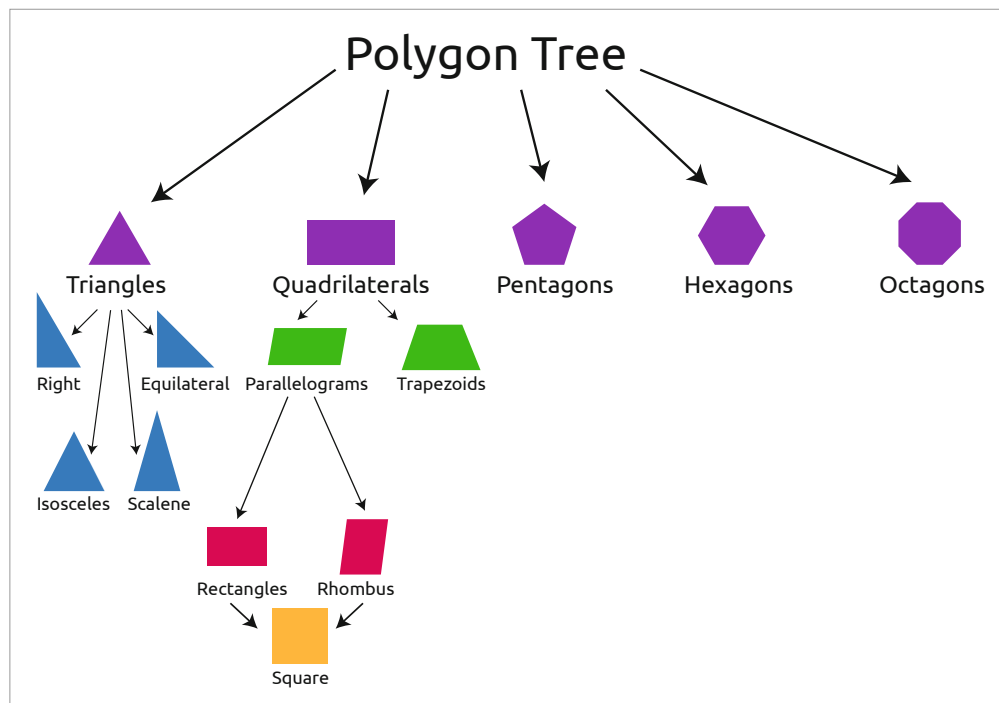 Polygon Tree
Triangles
Quadrilaterals
Pentagons
Hexagons
Octagons
Right
Equilateral
Parallelograms
Trapezoids
Isosceles
Scalene
Rectangles
Rhombus
Square